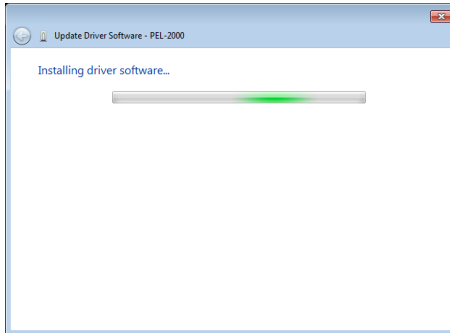 Update Driver Software - PEL-2000
Installing driver software...